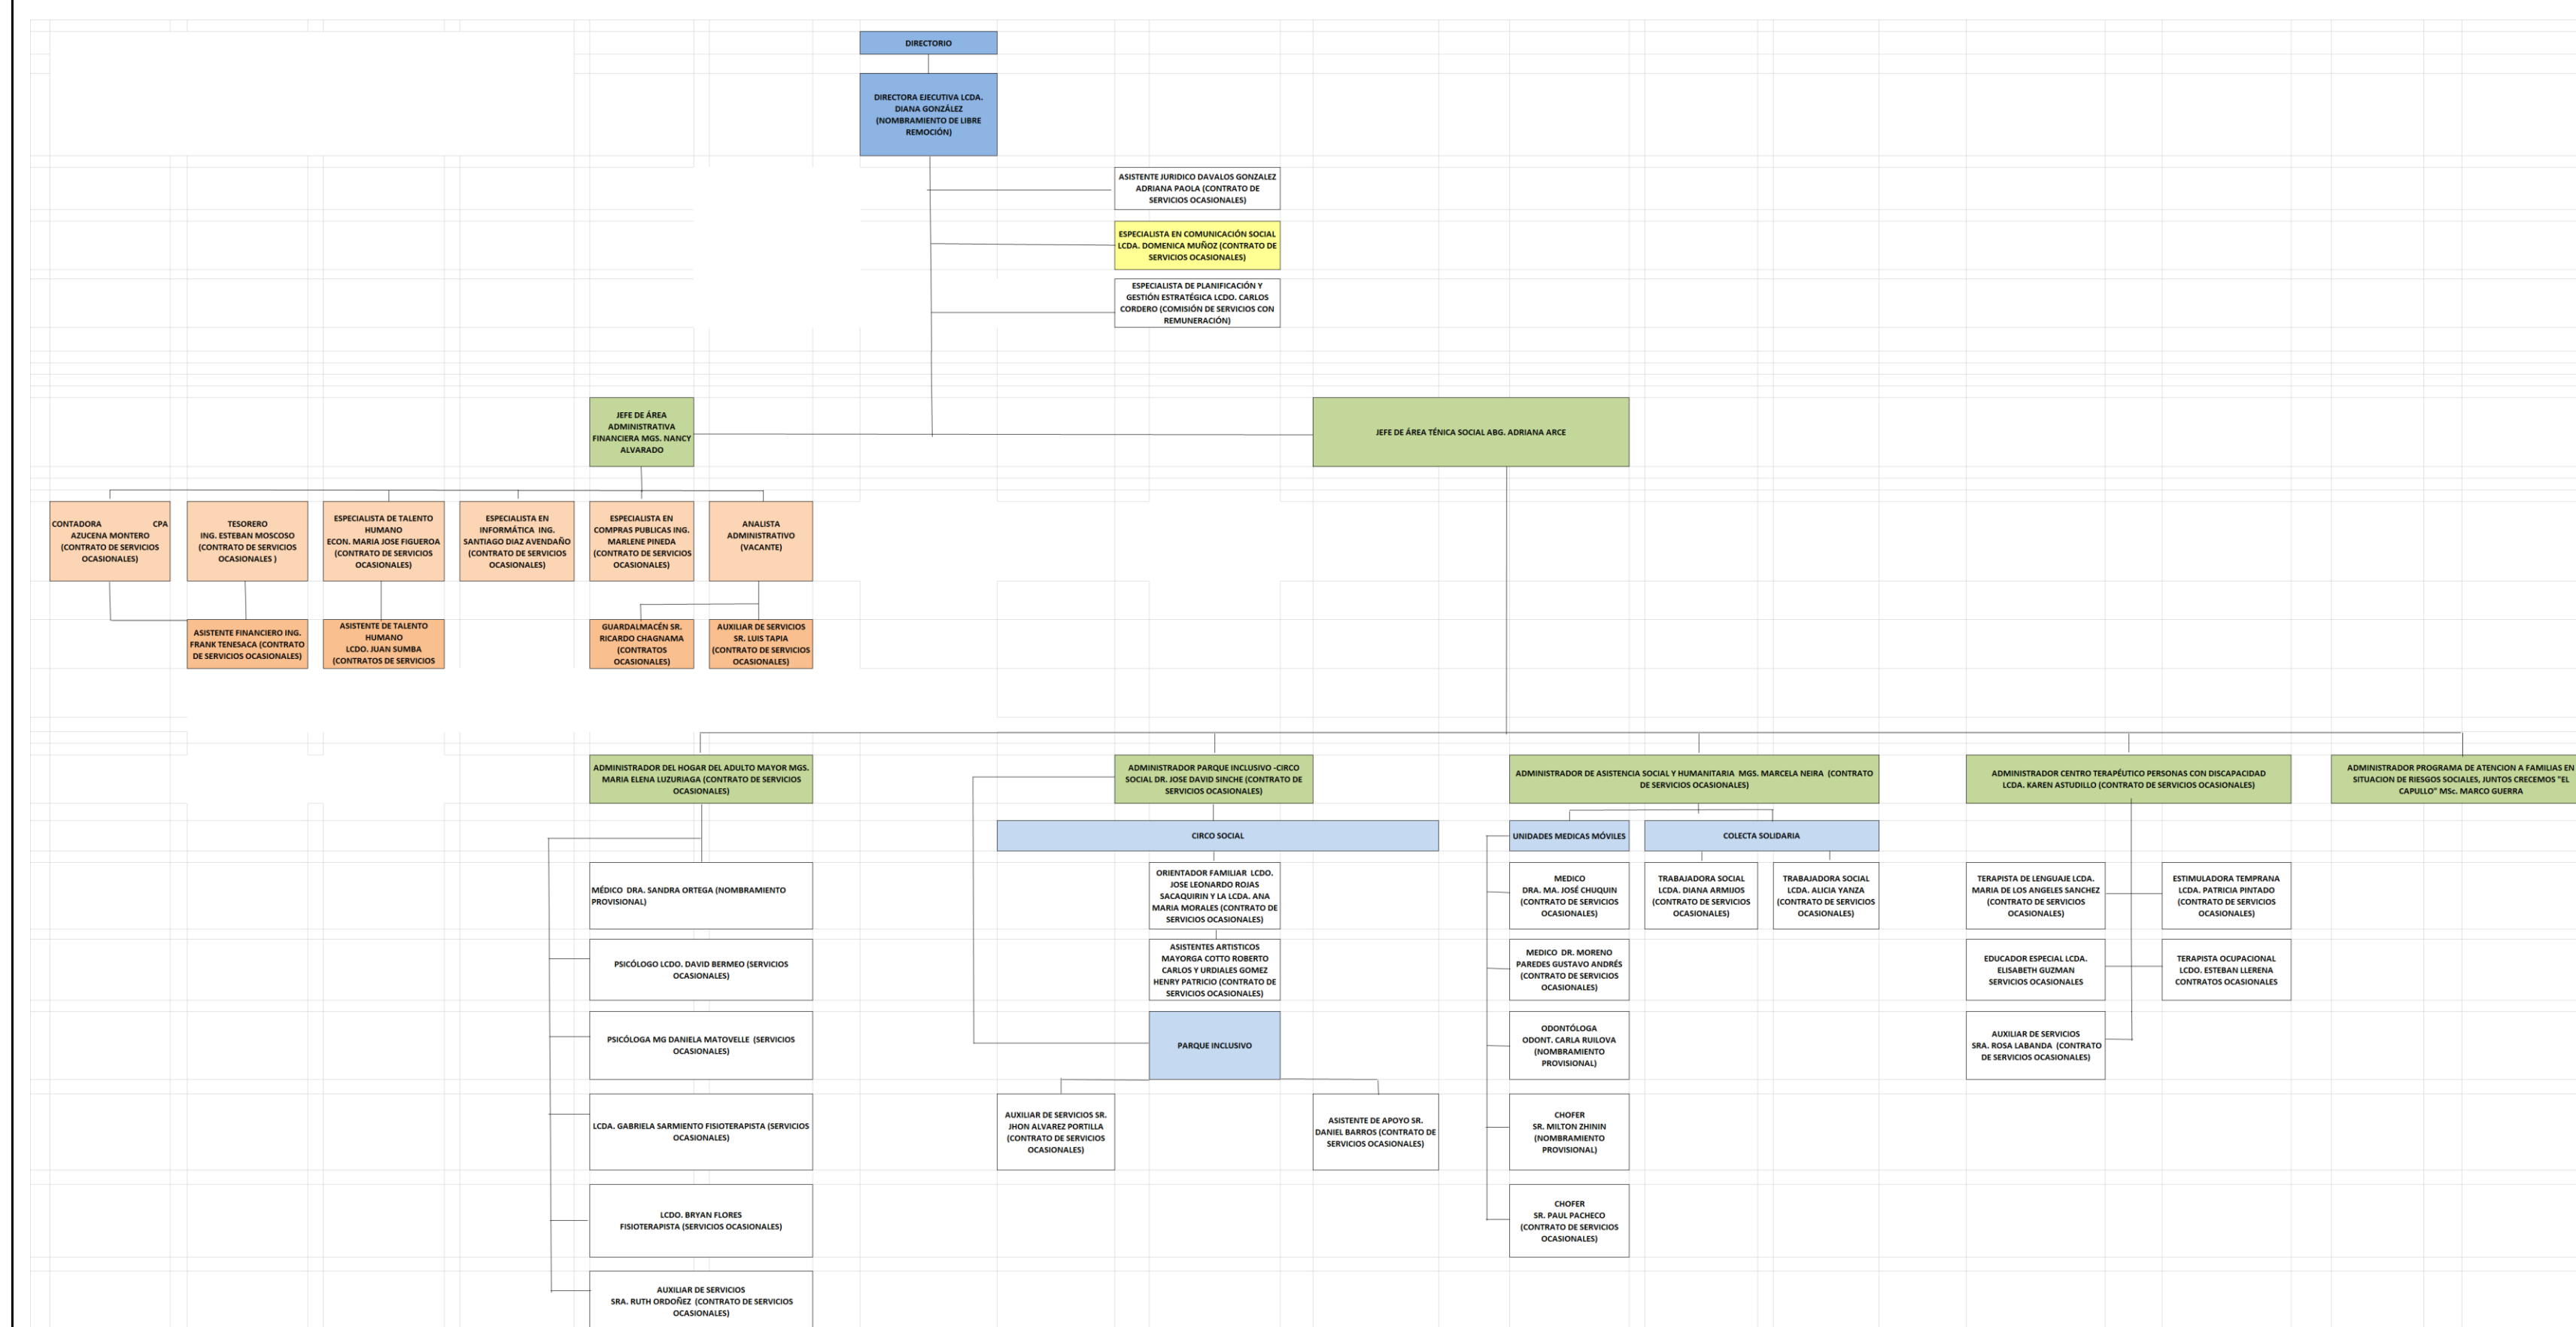 DIRECTORIO
DIRECTORA EJECUTIVA LCDA.
DIANA GONZÁLEZ
(NOMBRAMIENTO DE LIBRE
REMOCIÓN)
ASISTENTE JURIDICO DAVALOS GONZALEZ
ADRIANA PAOLA (CONTRATO DE
SERVICIOS OCASIONALES)
ESPECIALISTA EN COMUNICACIÓN SOCIAL
LCDA. DOMENICA MUÑOZ (CONTRATO DE
SERVICIOS OCASIONALES)
ESPECIALISTA DE PLANIFICACIÓN Y
GESTIÓN ESTRATÉGICA LCDO. CARLOS
CORDERO (COMISIÓN DE SERVICIOS CON
REMUNERACIÓN)
JEFE DE ÁREA
ADMINISTRATIVA
FINANCIERA MGS. NANCY
ALVARADO
JEFE DE ÁREA TÉNICA SOCIAL ABG. ADRIANA ARCE
CONTADORA CPA
AZUCENA MONTERO
(CONTRATO DE SERVICIOS
OCASIONALES)
TESORERO
ING. ESTEBAN MOSCOSO
(CONTRATO DE SERVICIOS
OCASIONALES )
ESPECIALISTA DE TALENTO
HUMANO
ECON. MARIA JOSE FIGUEROA
(CONTRATO DE SERVICIOS
OCASIONALES)
ESPECIALISTA EN
INFORMÁTICA ING.
SANTIAGO DIAZ AVENDAÑO
(CONTRATO DE SERVICIOS
OCASIONALES)
ESPECIALISTA EN
COMPRAS PUBLICAS ING.
MARLENE PINEDA
(CONTRATO DE SERVICIOS
OCASIONALES)
ANALISTA
ADMINISTRATIVO
(VACANTE)
ASISTENTE FINANCIERO ING.
FRANK TENESACA (CONTRATO
DE SERVICIOS OCASIONALES)
ASISTENTE DE TALENTO
HUMANO
LCDO. JUAN SUMBA
(CONTRATOS DE SERVICIOS
GUARDALMACÉN SR.
RICARDO CHAGNAMA
(CONTRATOS
OCASIONALES)
AUXILIAR DE SERVICIOS
SR. LUIS TAPIA
(CONTRATO DE SERVICIOS
OCASIONALES)
ADMINISTRADOR DEL HOGAR DEL ADULTO MAYOR MGS.
MARIA ELENA LUZURIAGA (CONTRATO DE SERVICIOS
OCASIONALES)
ADMINISTRADOR PARQUE INCLUSIVO -CIRCO
SOCIAL DR. JOSE DAVID SINCHE (CONTRATO DE
SERVICIOS OCASIONALES)
ADMINISTRADOR DE ASISTENCIA SOCIAL Y HUMANITARIA MGS. MARCELA NEIRA (CONTRATO
DE SERVICIOS OCASIONALES)
ADMINISTRADOR CENTRO TERAPÉUTICO PERSONAS CON DISCAPACIDAD
LCDA. KAREN ASTUDILLO (CONTRATO DE SERVICIOS OCASIONALES)
ADMINISTRADOR PROGRAMA DE ATENCION A FAMILIAS EN
SITUACION DE RIESGOS SOCIALES, JUNTOS CRECEMOS "EL
CAPULLO" MSc. MARCO GUERRA
CIRCO SOCIAL
UNIDADES MEDICAS MÓVILES
COLECTA SOLIDARIA
MÉDICO DRA. SANDRA ORTEGA (NOMBRAMIENTO
PROVISIONAL)
ORIENTADOR FAMILIAR LCDO.
JOSE LEONARDO ROJAS
SACAQUIRIN Y LA LCDA. ANA
MARIA MORALES (CONTRATO DE
SERVICIOS OCASIONALES)
MEDICO
DRA. MA. JOSÉ CHUQUIN
(CONTRATO DE SERVICIOS
OCASIONALES)
TRABAJADORA SOCIAL
LCDA. DIANA ARMIJOS
(CONTRATO DE SERVICIOS
OCASIONALES)
TRABAJADORA SOCIAL
LCDA. ALICIA YANZA
(CONTRATO DE SERVICIOS
OCASIONALES)
TERAPISTA DE LENGUAJE LCDA.
MARIA DE LOS ANGELES SANCHEZ
(CONTRATO DE SERVICIOS
OCASIONALES)
ESTIMULADORA TEMPRANA
LCDA. PATRICIA PINTADO
(CONTRATO DE SERVICIOS
OCASIONALES)
PSICÓLOGO LCDO. DAVID BERMEO (SERVICIOS
OCASIONALES)
ASISTENTES ARTISTICOS
MAYORGA COTTO ROBERTO
CARLOS Y URDIALES GOMEZ
HENRY PATRICIO (CONTRATO DE
SERVICIOS OCASIONALES)
MEDICO DR. MORENO
PAREDES GUSTAVO ANDRÉS
(CONTRATO DE SERVICIOS
OCASIONALES)
EDUCADOR ESPECIAL LCDA.
ELISABETH GUZMAN
SERVICIOS OCASIONALES
TERAPISTA OCUPACIONAL
LCDO. ESTEBAN LLERENA
CONTRATOS OCASIONALES
PSICÓLOGA MG DANIELA MATOVELLE (SERVICIOS
OCASIONALES)
PARQUE INCLUSIVO
ODONTÓLOGA
ODONT. CARLA RUILOVA
(NOMBRAMIENTO
PROVISIONAL)
AUXILIAR DE SERVICIOS
SRA. ROSA LABANDA (CONTRATO
DE SERVICIOS OCASIONALES)
LCDA. GABRIELA SARMIENTO FISIOTERAPISTA (SERVICIOS
OCASIONALES)
AUXILIAR DE SERVICIOS SR.
JHON ALVAREZ PORTILLA
(CONTRATO DE SERVICIOS
OCASIONALES)
ASISTENTE DE APOYO SR.
DANIEL BARROS (CONTRATO DE
SERVICIOS OCASIONALES)
CHOFER
SR. MILTON ZHININ
(NOMBRAMIENTO
PROVISIONAL)
LCDO. BRYAN FLORES
FISIOTERAPISTA (SERVICIOS OCASIONALES)
CHOFER
SR. PAUL PACHECO
(CONTRATO DE SERVICIOS
OCASIONALES)
AUXILIAR DE SERVICIOS
SRA. RUTH ORDOÑEZ (CONTRATO DE SERVICIOS
OCASIONALES)